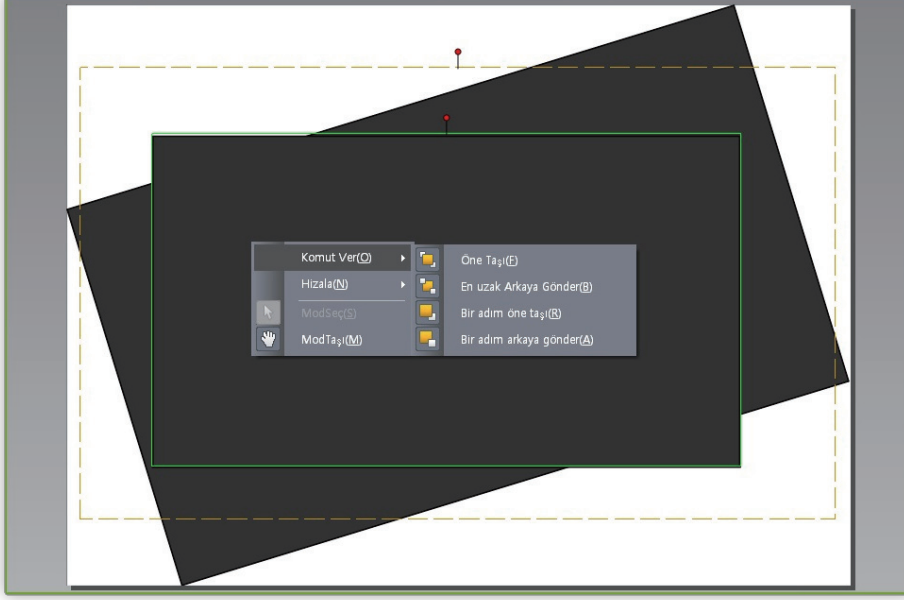 Komut Ver(O)
Hizala(N)
ModSeç(S)
ModTaşı(M)
Öne Taşı(F)
En uzak Arkaya Gönder(B)
Bir adım öne taşı(R)
Bir adım arkaya gönder(A)